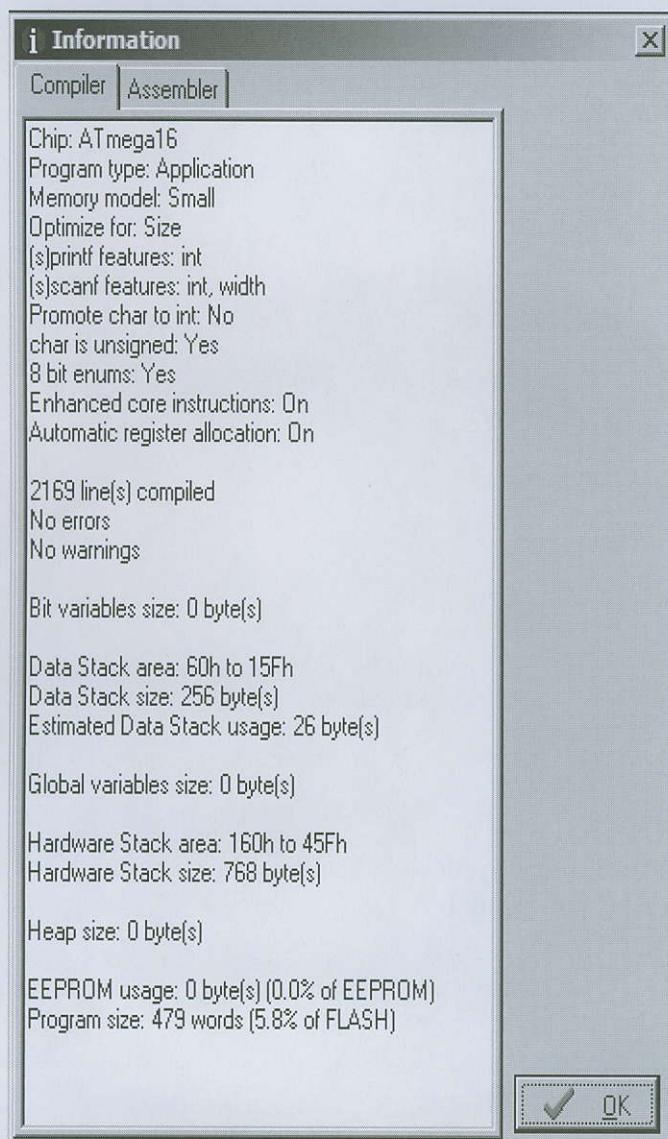 i Information
Compiler
Assembler
Chip: ATmega16
Program type: Application
Memory model: Small
Optimize for: Size
(s)printf features: int
(s)scanf features: int, width
Promote char to int: No
char is unsigned: Yes
8 bit enums: Yes
Enhanced core instructions: On
Automatic register allocation: On
2169 line(s) compiled
No errors
No warnings
Bit variables size: 0 byte(s)
Data Stack area: 60h to 15Fh
Data Stack size: 256 byte(s)
Estimated Data Stack usage: 26 byte(s)
Global variables size: 0 byte(s)
Hardware Stack area: 160h to 45Fh
Hardware Stack size: 768 byte(s)
Heap size: 0 byte(s)
EEPROM usage: 0 byte(s) (0.0% of EEPROM)
Program size: 479 words (5.8% of FLASH)
OK